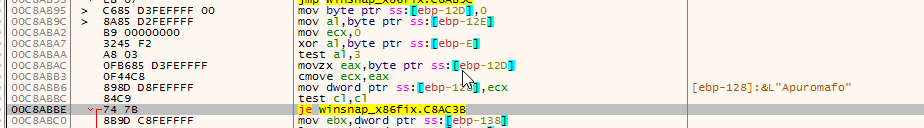 jmp winsnap_x86fix.C8AB9C
00C8AB95 > C685 D3FEFFFF 00 mov byte ptr ss:[ebp-12D],0
00C8AB9C > 8A85 D2FEFFFF mov al,byte ptr ss:[ebp-12E]
00C8ABA2 B9 00000000 mov ecx,0
00C8ABA7 3245 F2 xor al,byte ptr ss:[ebp-E]
00C8ABAA A8 03 test al,3
00C8ABAC 0FB685 D3FEFFFF movzx eax,byte ptr ss:[ebp-12D]
00C8ABB3 0F44C8 cmove ecx,eax
00C8ABB6 898D D8FEFFFF mov dword ptr ss:[ebp-128],ecx [ebp-128]:&L"Apuromafo"
00C8ABBC 84C9 test cl,cl
00C8ABBE 74 7B je winsnap_x86fix.C8AC3B
00C8ABC0 8B9D C8FEFFFF mov ebx,dword ptr ss:[ebp-138]